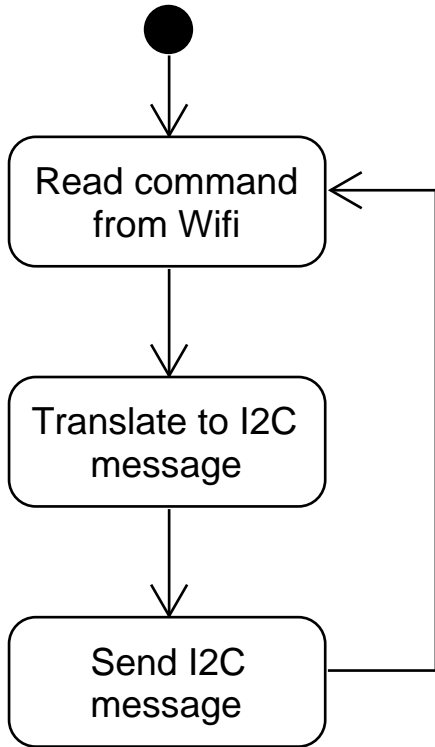 Read command
from Wifi
Translate to I2C
message
Send I2C
message